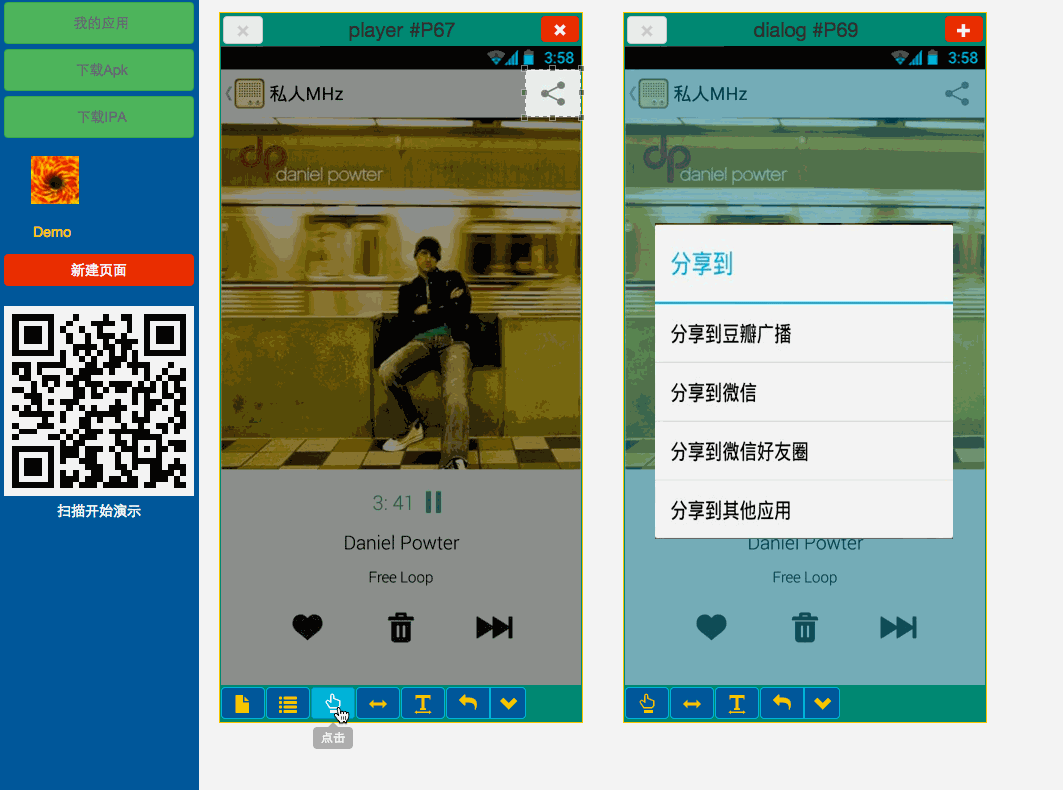 我的应用
下载Apk
下载IPA
Demo
新建页面
扫描开始演示
player #P67
3:58
私人MHz
dp
daniel powter
3: 41
Daniel Powter
Free Loop
点击
dialog #P69
3:58
私人MHz
dp
daniel powter
分享到
分享到豆瓣广播
分享到微信
分享到微信好友圈
分享到其他应用
Daniel Powter
Free Loop